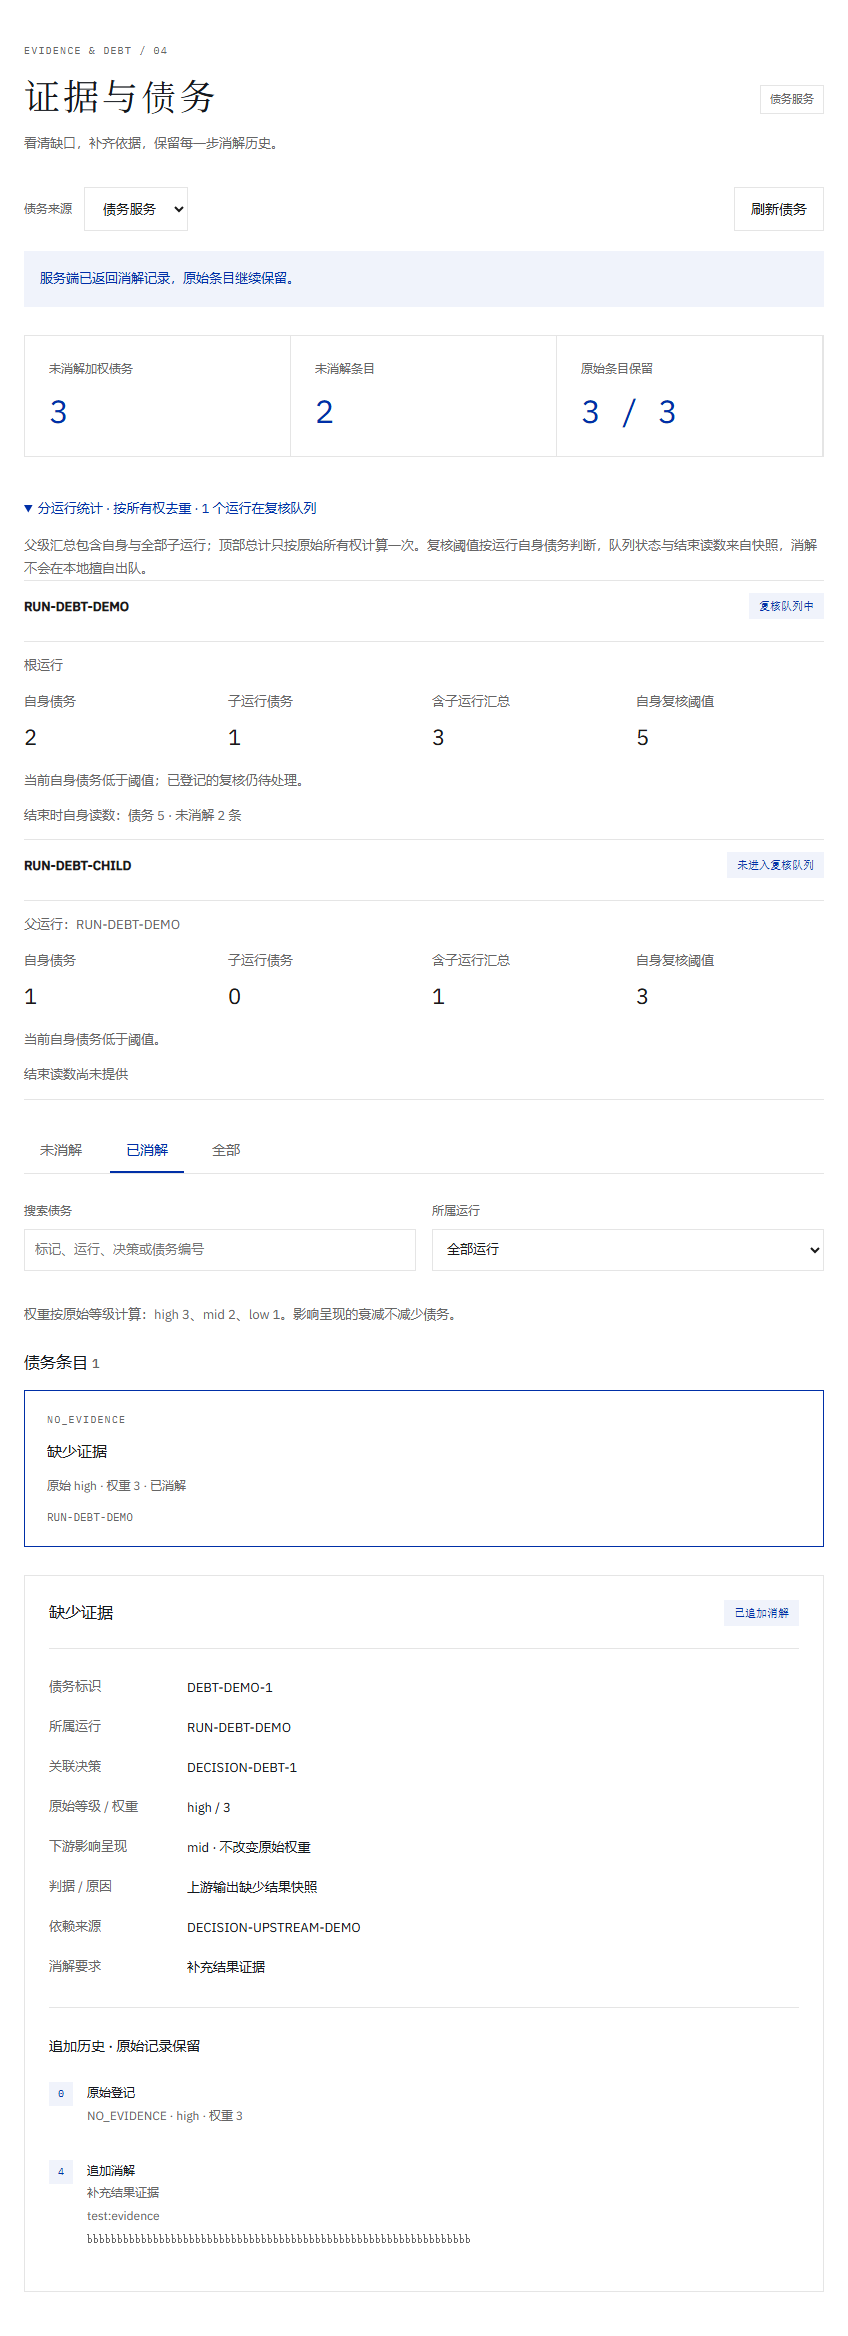 EVIDENCE & DEBT / 04
证据与债务
债务服务
看清缺口，补齐依据，保留每一步消解历史。
债务来源
债务服务
刷新债务
服务端已返回消解记录，原始条目继续保留。
未消解加权债务
未消解条目
原始条目保留
3
2
3 / 3
▼ 分运行统计 · 按所有权去重 · 1 个运行在复核队列
父级汇总包含自身与全部子运行；顶部总计只按原始所有权计算一次。复核阈值按运行自身债务判断，队列状态与结束读数来自快照，消解
不会在本地擅自出队。
RUN-DEBT-DEMO
复核队列中
根运行
自身债务
子运行债务
含子运行汇总
自身复核阈值
2
1
3
5
当前自身债务低于阈值；已登记的复核仍待处理。
结束时自身读数：债务 5 · 未消解 2 条
RUN-DEBT-CHILD
未进入复核队列
父运行：RUN-DEBT-DEMO
自身债务
子运行债务
含子运行汇总
自身复核阈值
1
0
1
3
当前自身债务低于阈值。
结束读数尚未提供
未消解
已消解
全部
搜索债务
所属运行
标记、运行、决策或债务编号
全部运行
权重按原始等级计算：high 3、mid 2、low 1。影响呈现的衰减不减少债务。
债务条目 1
NO_EVIDENCE
缺少证据
原始 high · 权重 3 · 已消解
RUN-DEBT-DEMO
缺少证据
已追加消解
债务标识
DEBT-DEMO-1
所属运行
RUN-DEBT-DEMO
关联决策
DECISION-DEBT-1
原始等级 / 权重
high / 3
下游影响呈现
mid · 不改变原始权重
判据 / 原因
上游输出缺少结果快照
依赖来源
DECISION-UPSTREAM-DEMO
消解要求
补充结果证据
追加历史 · 原始记录保留
0
原始登记
NO_EVIDENCE · high · 权重 3
4
追加消解
补充结果证据
test:evidence
bbbbbbbbbbbbbbbbbbbbbbbbbbbbbbbbbbbbbbbbbbbbbbbbbbbbbbbbbbbbbbbb